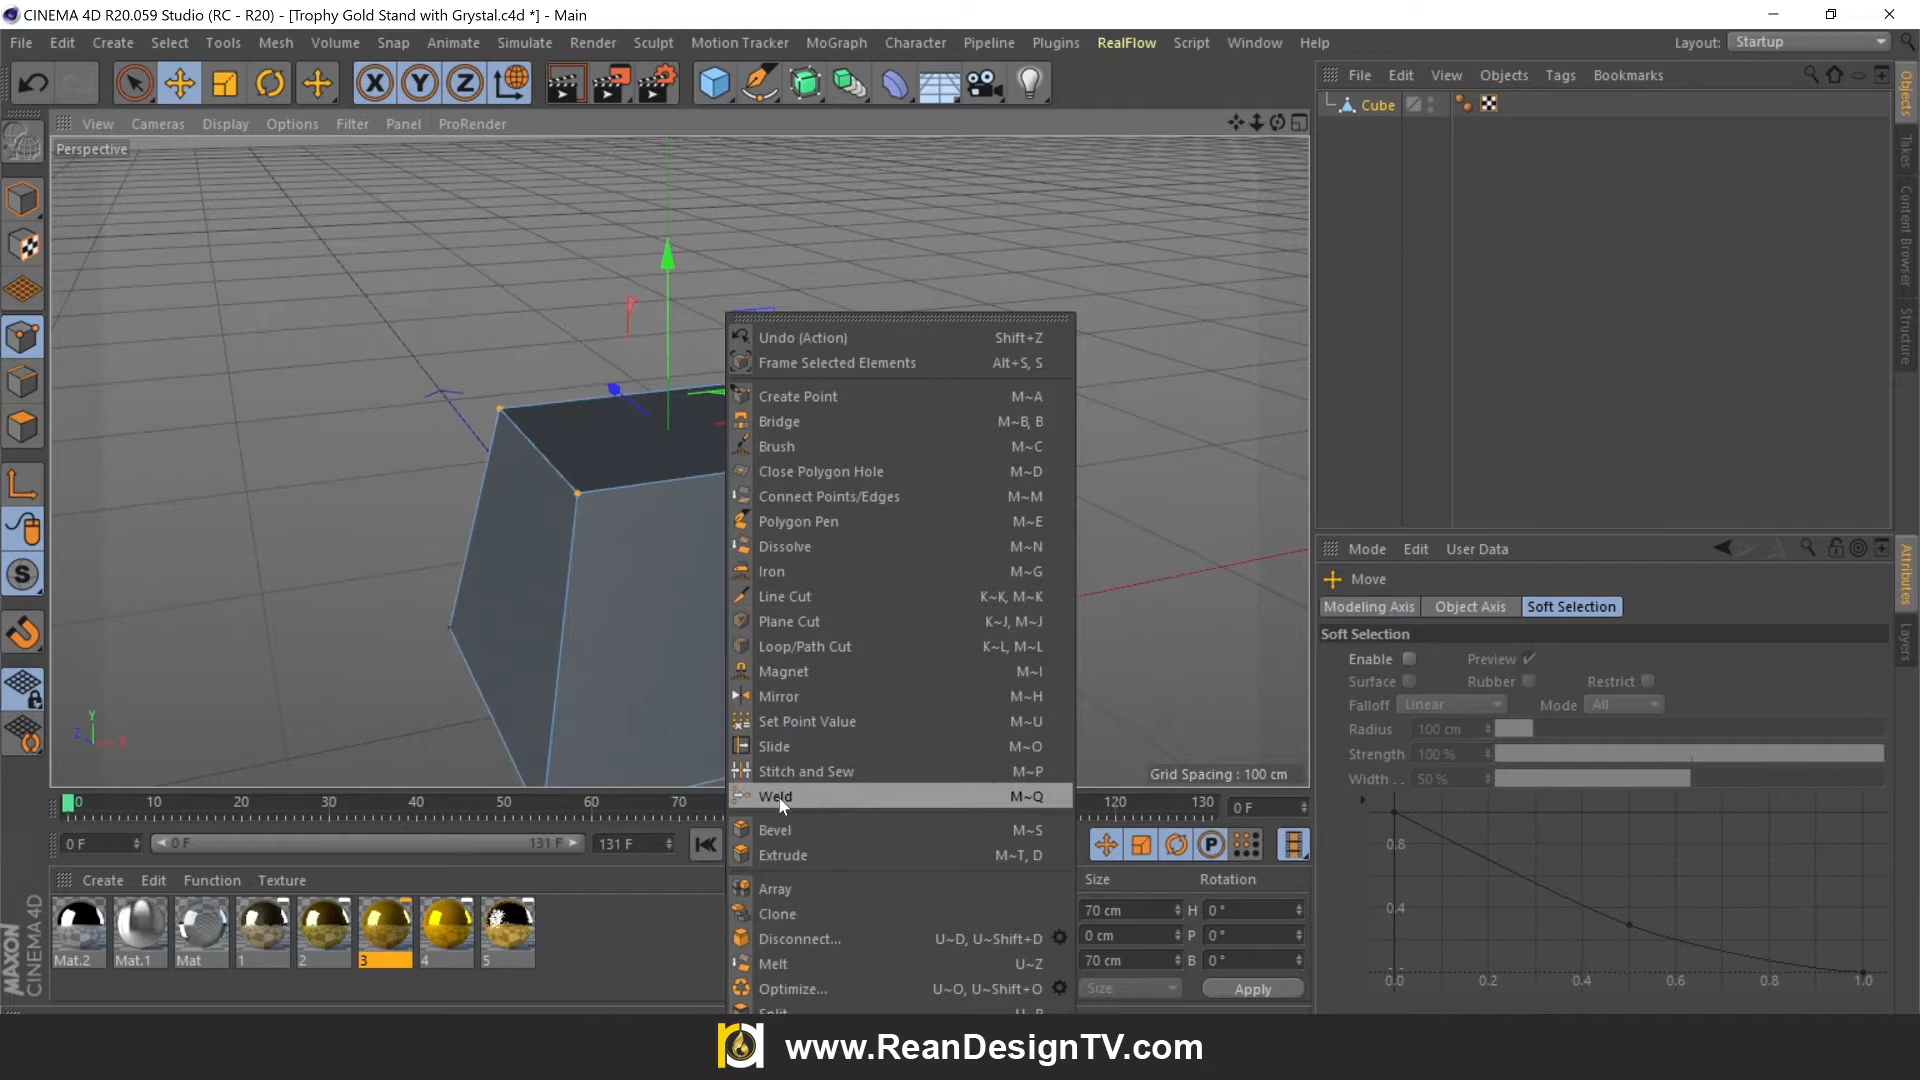 CINEMA 4D R20.059 Studio (RC - R20) - [Trophy Gold Stand with Grystal.c4d *] - Main
File Edit Create Select Tools Mesh Volume Snap Animate Simulate Render Sculpt Motion Tracker MoGraph Character Pipeline Plugins RealFlow Script Window Help Layout: Startup
X Y Z
File Edit View Objects Tags Bookmarks
Cube
View Cameras Display Options Filter Panel ProRender
Perspective
Undo (Action) Shift+Z
Frame Selected Elements Alt+S, S
Create Point M~A
Bridge M~B, B
Brush M~C
Close Polygon Hole M~D
Connect Points/Edges M~M
Polygon Pen M~E
Dissolve M~N
Iron M~G
Line Cut K~K, M~K
Plane Cut K~J, M~J
Loop/Path Cut K~L, M~L
Magnet M~I
Mirror M~H
Set Point Value M~U
Slide M~O
Stitch and Sew M~P
Weld M~Q
Bevel M~S
Extrude M~T, D
Array
Clone
Disconnect... U~D, U~Shift+D
Melt U~Z
Optimize... U~O, U~Shift+O
Y
Z X
S
Grid Spacing : 100 cm
0 10 20 30 40 50 60 70 120 130 0 F
0 F 0 F 131 F 131 F
P
Create Edit Function Texture
Mat.2 Mat.1 Mat 1 2 3 4 5
MAXON
CINEMA 4D
Size Rotation
70 cm H 0 °
0 cm P 0 °
70 cm B 0 °
Size Apply
Objects
Takes
Content Browser
Structure
Mode Edit User Data
Move
Modeling Axis Object Axis Soft Selection
Soft Selection
Enable Preview
Surface Rubber Restrict
Falloff Linear Mode All
Radius 100 cm
Strength 100 %
Width . . 50 %
0.8
0.4
0.0 0.2 0.4 0.6 0.8 1.0
Attributes
Layers
www.ReanDesignTV.com